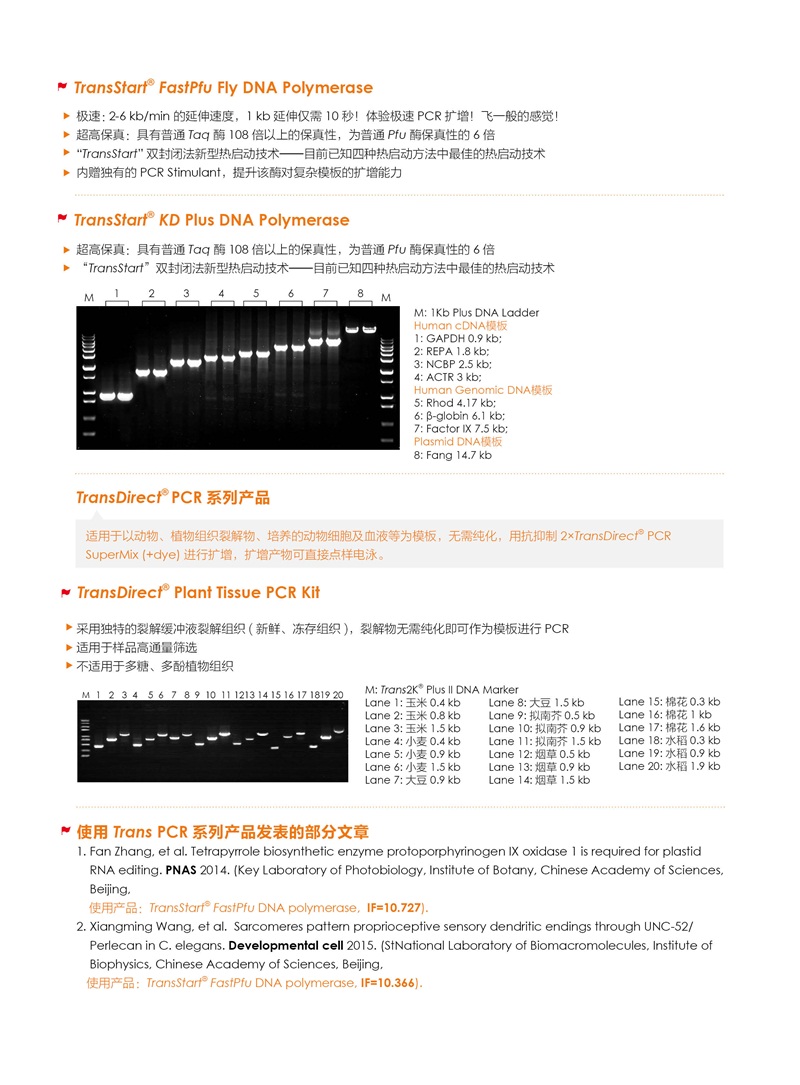 TransStart® FastPfu Fly DNA Polymerase
极速：2-6 kb/min 的延伸速度，1 kb 延伸仅需 10 秒！体验极速 PCR 扩增！飞一般的感觉！
超高保真：具有普通 Taq 酶 108 倍以上的保真性，为普通 Pfu 酶保真性的 6 倍
“TransStart” 双封闭法新型热启动技术——目前已知四种热启动方法中最佳的热启动技术
内赠独有的 PCR Stimulant，提升该酶对复杂模板的扩增能力
TransStart® KD Plus DNA Polymerase
超高保真：具有普通 Taq 酶 108 倍以上的保真性，为普通 Pfu 酶保真性的 6 倍
“TransStart” 双封闭法新型热启动技术——目前已知四种热启动方法中最佳的热启动技术
M 1 2 3 4 5 6 7 8 M
M: 1Kb Plus DNA Ladder
Human cDNA模板
1: GAPDH 0.9 kb;
2: REPA 1.8 kb;
3: NCBP 2.5 kb;
4: ACTR 3 kb;
Human Genomic DNA模板
5: Rhod 4.17 kb;
6: β-globin 6.1 kb;
7: Factor IX 7.5 kb;
Plasmid DNA模板
8: Fang 14.7 kb
TransDirect® PCR 系列产品
适用于以动物、植物组织裂解物、培养的动物细胞及血液等为模板，无需纯化，用抗抑制 2×TransDirect® PCR
SuperMix (+dye) 进行扩增，扩增产物可直接点样电泳。
TransDirect® Plant Tissue PCR Kit
采用独特的裂解缓冲液裂解组织 ( 新鲜、冻存组织 )，裂解物无需纯化即可作为模板进行 PCR
适用于样品高通量筛选
不适用于多糖、多酚植物组织
M 1 2 3 4 5 6 7 8 9 10 11 1213 14 15 16 17 1819 20
M: Trans2K® Plus II DNA Marker
Lane 1: 玉米 0.4 kb
Lane 2: 玉米 0.8 kb
Lane 3: 玉米 1.5 kb
Lane 4: 小麦 0.4 kb
Lane 5: 小麦 0.9 kb
Lane 6: 小麦 1.5 kb
Lane 7: 大豆 0.9 kb
Lane 8: 大豆 1.5 kb
Lane 9: 拟南芥 0.5 kb
Lane 10: 拟南芥 0.9 kb
Lane 11: 拟南芥 1.5 kb
Lane 12: 烟草 0.5 kb
Lane 13: 烟草 0.9 kb
Lane 14: 烟草 1.5 kb
Lane 15: 棉花 0.3 kb
Lane 16: 棉花 1 kb
Lane 17: 棉花 1.6 kb
Lane 18: 水稻 0.3 kb
Lane 19: 水稻 0.9 kb
Lane 20: 水稻 1.9 kb
使用 Trans PCR 系列产品发表的部分文章
1. Fan Zhang, et al. Tetrapyrrole biosynthetic enzyme protoporphyrinogen IX oxidase 1 is required for plastid
RNA editing. PNAS 2014. (Key Laboratory of Photobiology, Institute of Botany, Chinese Academy of Sciences,
Beijing,
使用产品：TransStart® FastPfu DNA polymerase, IF=10.727).
2. Xiangming Wang, et al. Sarcomeres pattern proprioceptive sensory dendritic endings through UNC-52/
Perlecan in C. elegans. Developmental cell 2015. (StNational Laboratory of Biomacromolecules, Institute of
Biophysics, Chinese Academy of Sciences, Beijing,
使用产品：TransStart® FastPfu DNA polymerase, IF=10.366).